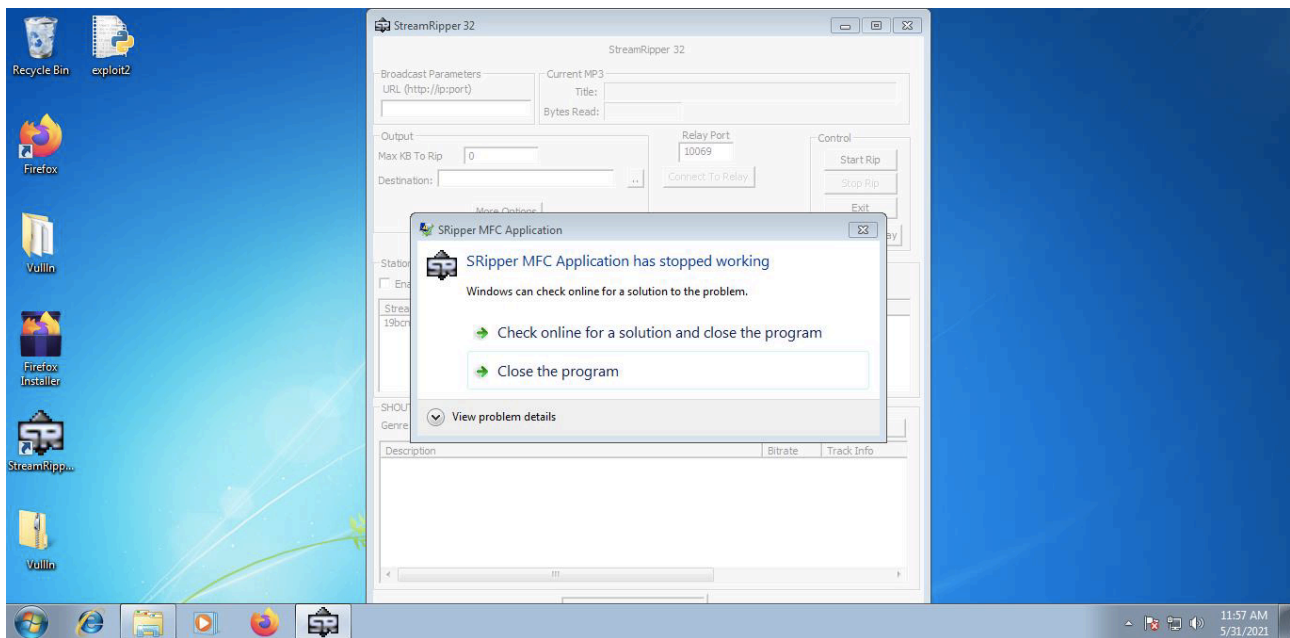 Recycle Bin
exploit2
Firefox
Vullln
Firefox
Installer
StreamRipp...
Vullln
StreamRipper 32
StreamRipper 32
Broadcast Parameters
URL (http://ip:port)
Current MP3
Title:
Bytes Read:
Output
Max KB To Rip 0
Destination: ..
Relay Port
10069
Connect To Relay
Control
Start Rip
Stop Rip
Exit
More Options
SRipper MFC Application
SRipper MFC Application has stopped working
Windows can check online for a solution to the problem.
Check online for a solution and close the program
Close the program
View problem details
Genre
Description Bitrate Track Info
11:57 AM
5/31/2021